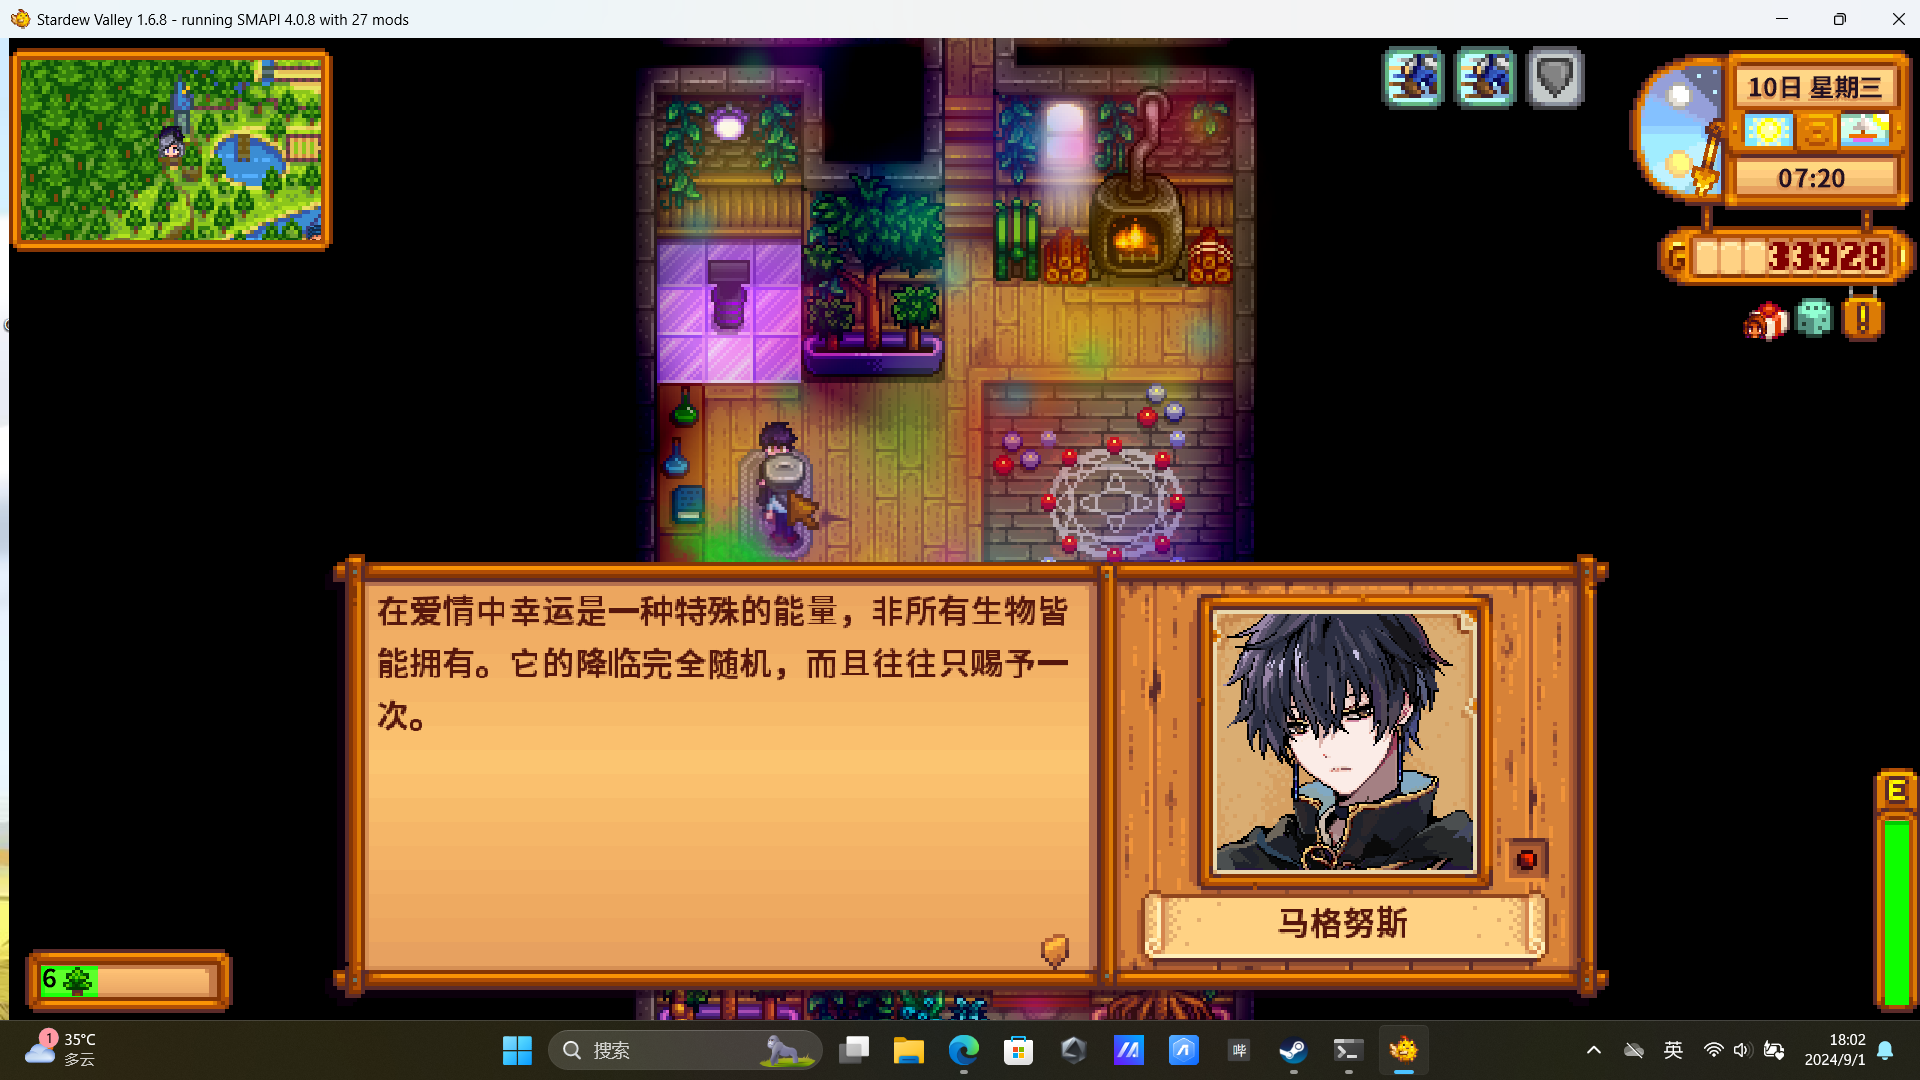 Stardew Valley 1.6.8 - running SMAPI 4.0.8 with 27 mods
10日 星期三
07:20
G 33928
E
在爱情中幸运是一种特殊的能量，非所有生物皆
能拥有。它的降临完全随机，而且往往只赐予一
次。
马格努斯
6
1
35°C
多云
搜索
哔
英
18:02
2024/9/1